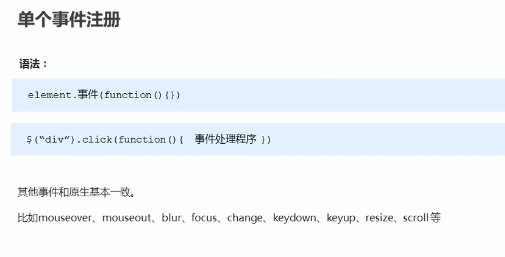 单个事件注册
语法：
element.事件(function(){})
$(“div”).click(function(){ 事件处理程序 })
其他事件和原生基本一致。
比如mouseover、mouseout、blur、focus、change、keydown、keyup、resize、scroll 等